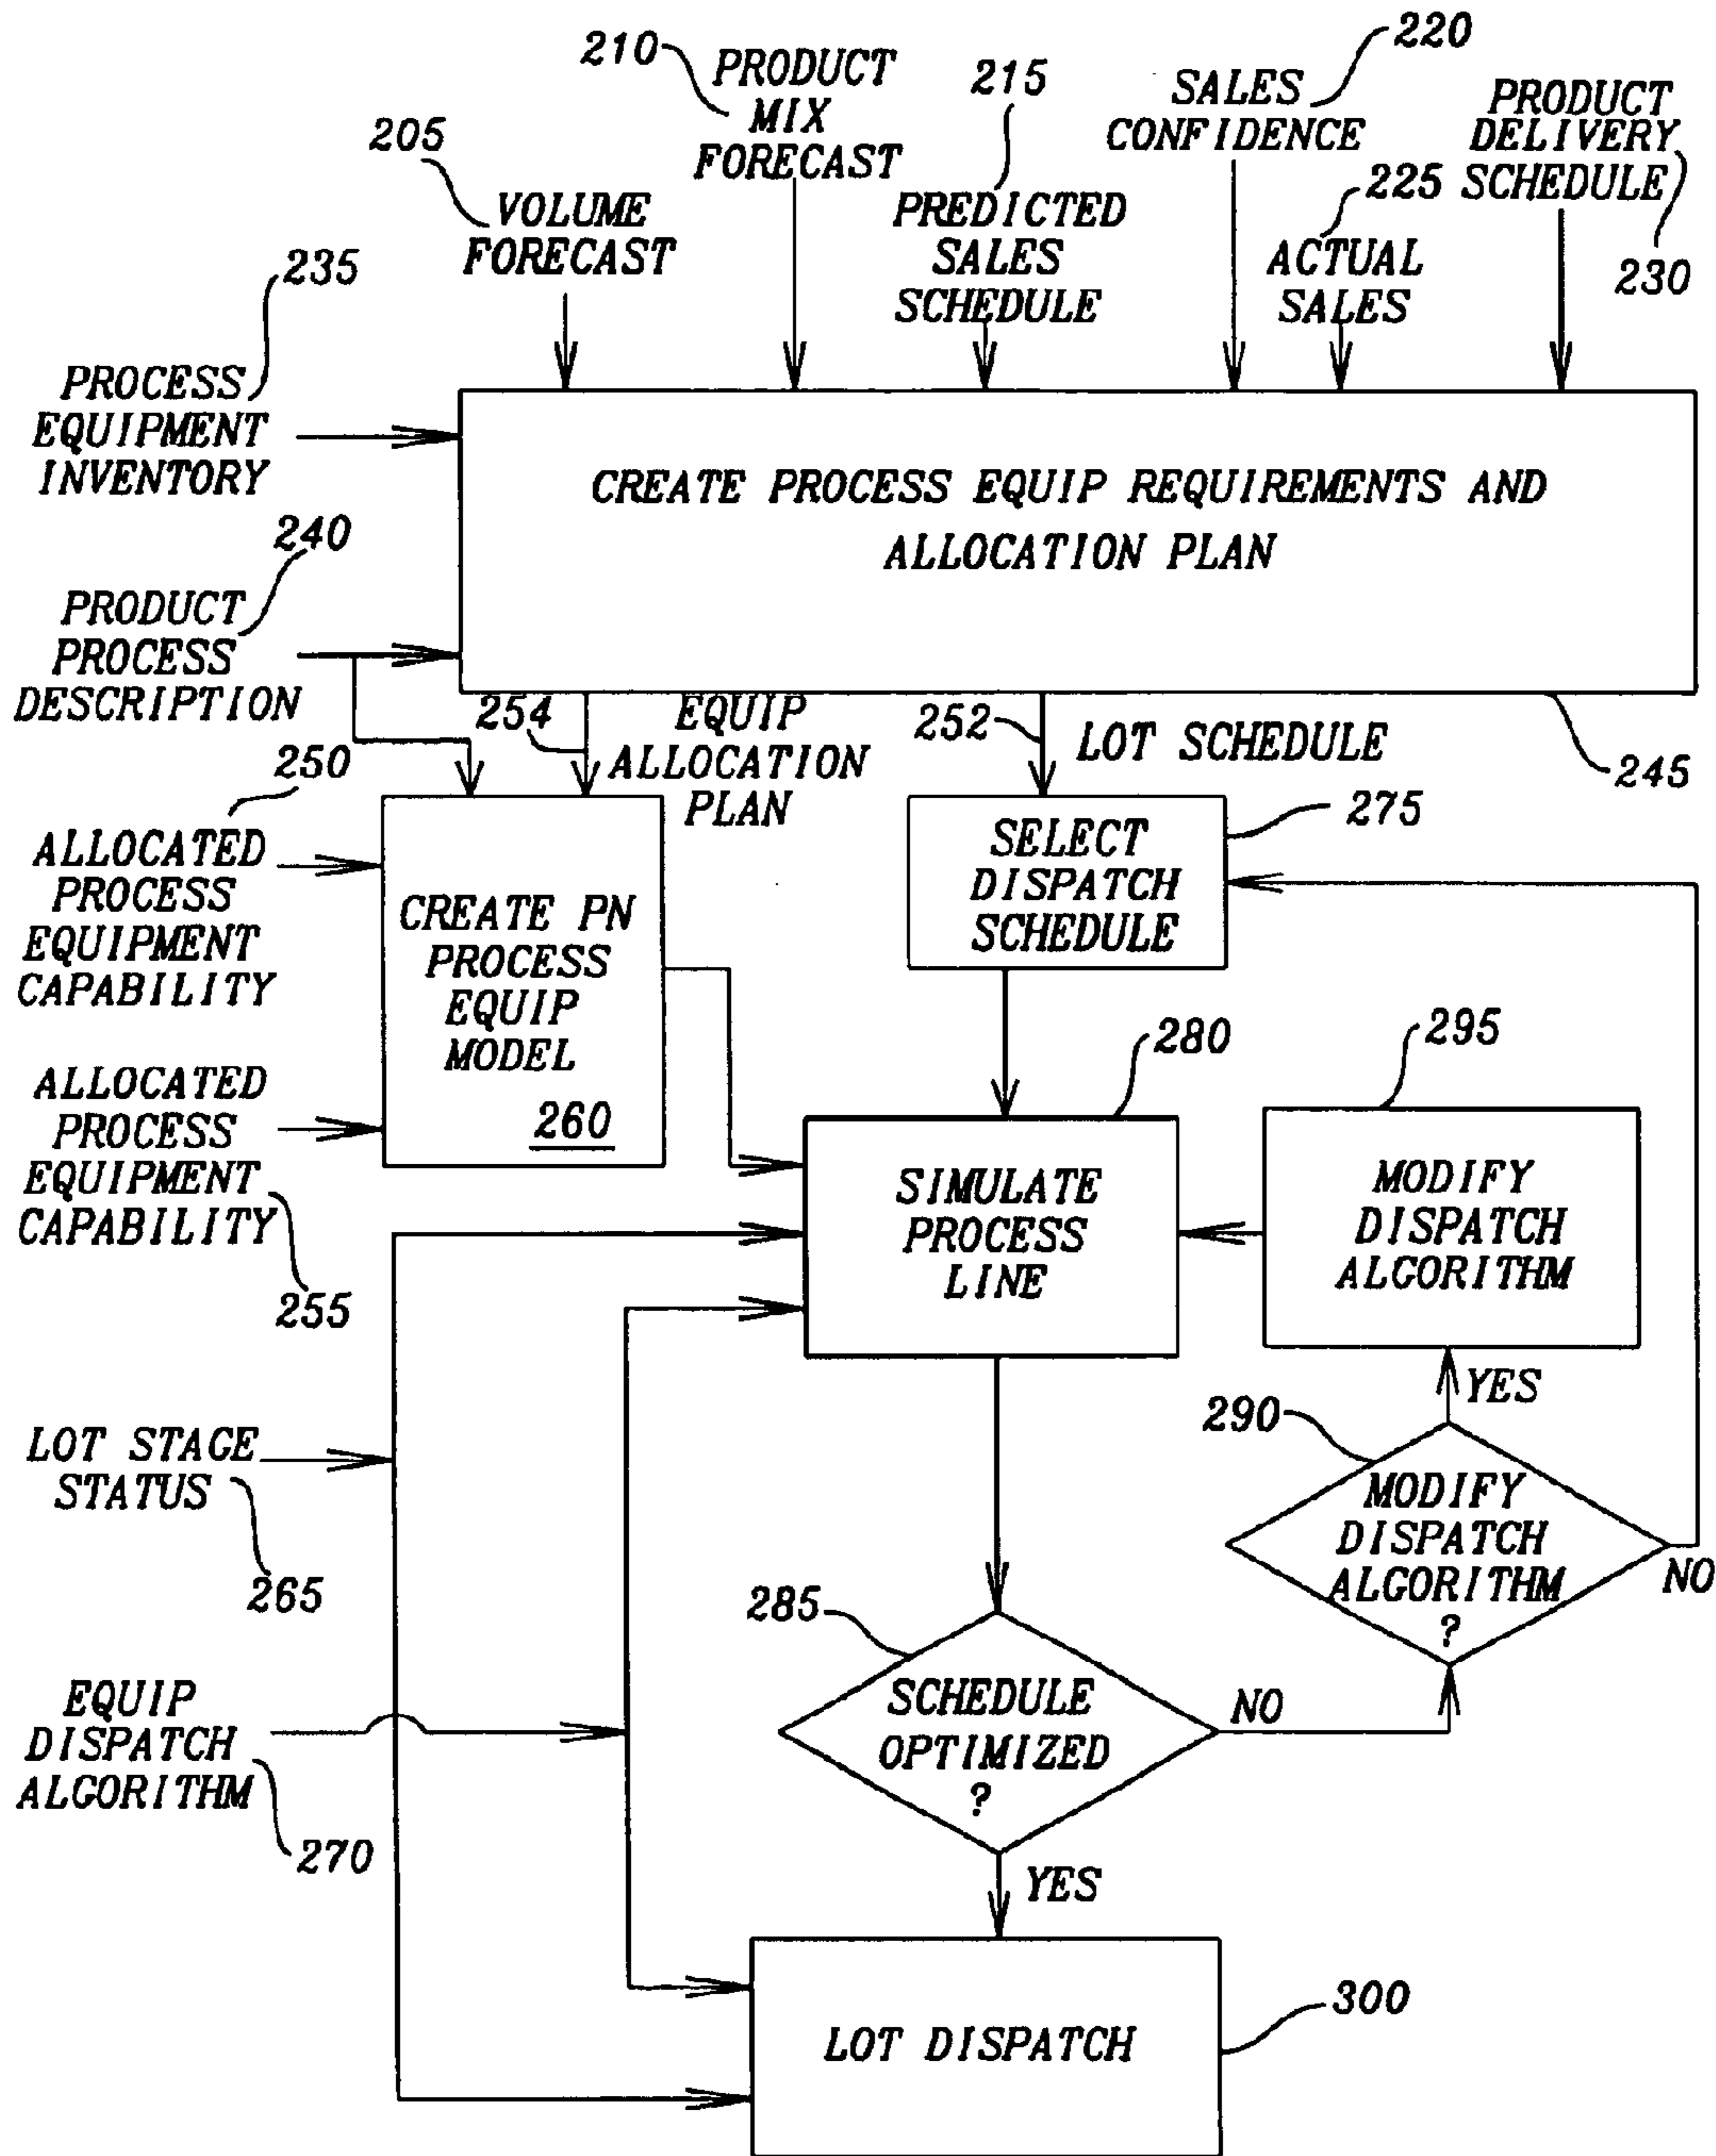 210
PRODUCT
MIX
FORECAST
215
220
SALES
CONFIDENCE
PRODUCT
DELIVERY
SCHEDULE
230
205
VOLUME
FORECAST
PREDICTED
SALES
SCHEDULE
225
ACTUAL
SALES
235
PROCESS
EQUIPMENT
INVENTORY
CREATE PROCESS EQUIP REQUIREMENTS AND
ALLOCATION PLAN
240
PRODUCT
PROCESS
DESCRIPTION
254
EQUIP
ALLOCATION
PLAN
252
LOT SCHEDULE
245
250
ALLOCATED
PROCESS
EQUIPMENT
CAPABILITY
CREATE PN
PROCESS
EQUIP
MODEL
260
SELECT
DISPATCH
SCHEDULE
275
ALLOCATED
PROCESS
EQUIPMENT
CAPABILITY
255
280
SIMULATE
PROCESS
LINE
295
MODIFY
DISPATCH
ALGORITHM
YES
290
MODIFY
DISPATCH
ALGORITHM
?
NO
LOT STAGE
STATUS
265
285
SCHEDULE
OPTIMIZED
?
NO
YES
EQUIP
DISPATCH
ALGORITHM
270
LOT DISPATCH
300